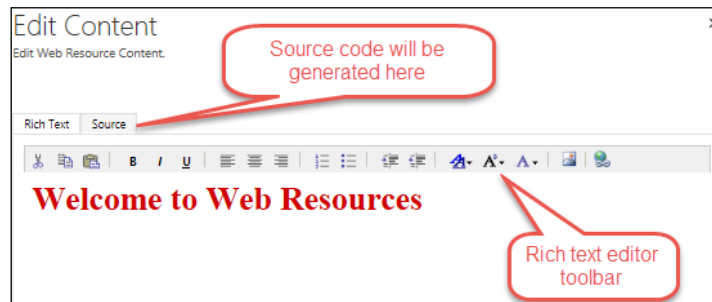 Edit Content
Edit Web Resource Content.
Source code will be
generated here
Rich Text Source
B I U A A A
Welcome to Web Resources
Rich text editor
toolbar